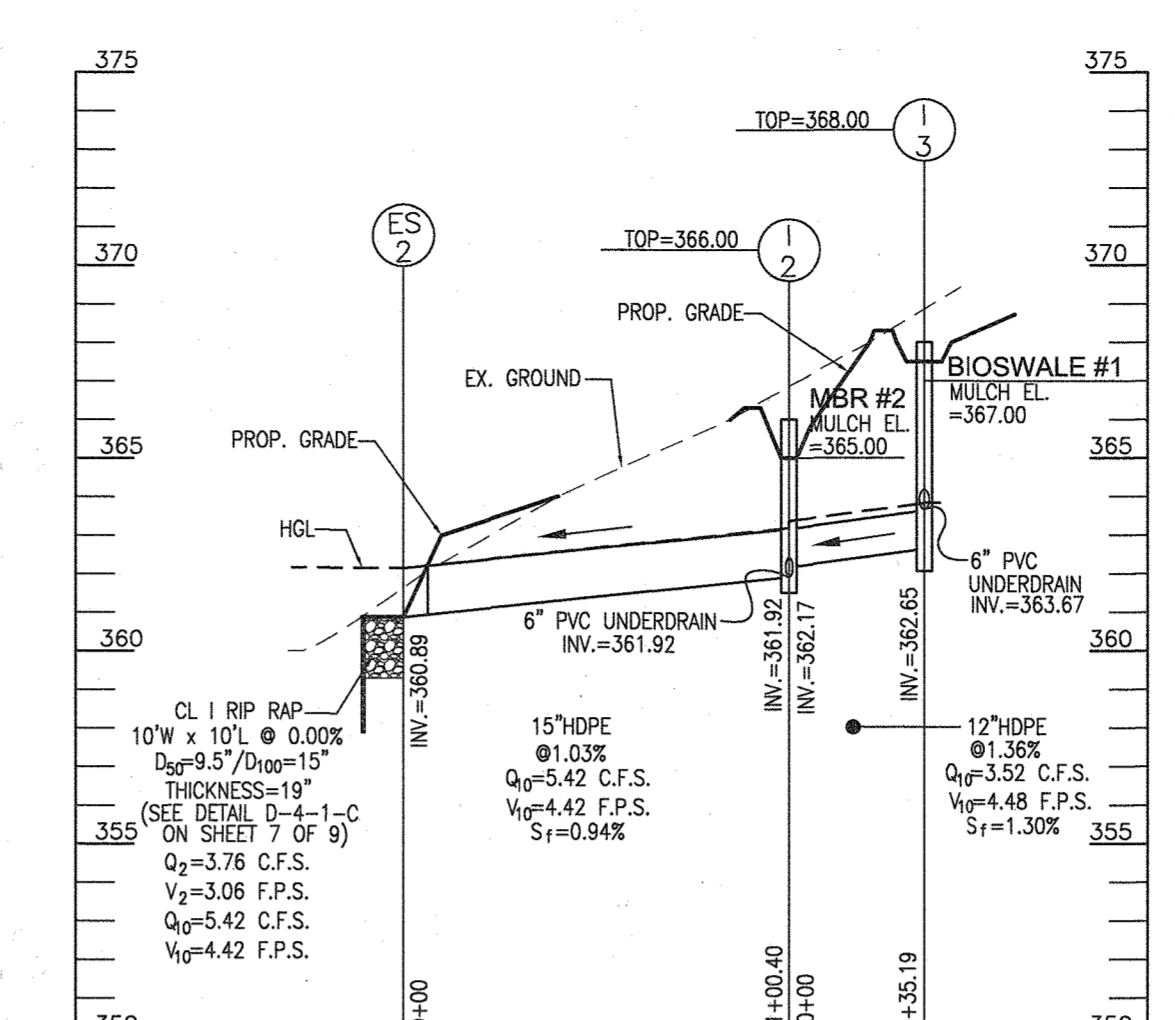 375
375
TOP=368.00
I
3
ES
2
TOP=366.00
I
2
370
370
PROP. GRADE
EX. GROUND
BIOSWALE #1
MULCH EL.
=367.00
MBR #2
MULCH EL.
=365.00
PROP. GRADE
365
365
HGL
6" PVC
UNDERDRAIN
INV.=363.67
6" PVC UNDERDRAIN
INV.=361.92
360
360
INV.=360.89
INV.=361.92
INV.=362.17
INV.=362.65
CL I RIP RAP
10'W x 10'L @ 0.00%
D50=9.5"/D100=15"
THICKNESS=19"
(SEE DETAIL D-4-1-C
ON SHEET 7 OF 9)
Q2=3.76 C.F.S.
V2=3.06 F.P.S.
Q10=5.42 C.F.S.
V10=4.42 F.P.S.
15"HDPE
@1.03%
Q10=5.42 C.F.S.
V10=4.42 F.P.S.
Sf=0.94%
12"HDPE
@1.36%
Q10=3.52 C.F.S.
V10=4.48 F.P.S.
Sf=1.30%
355
355
+00
+00.40
+00
+35.19